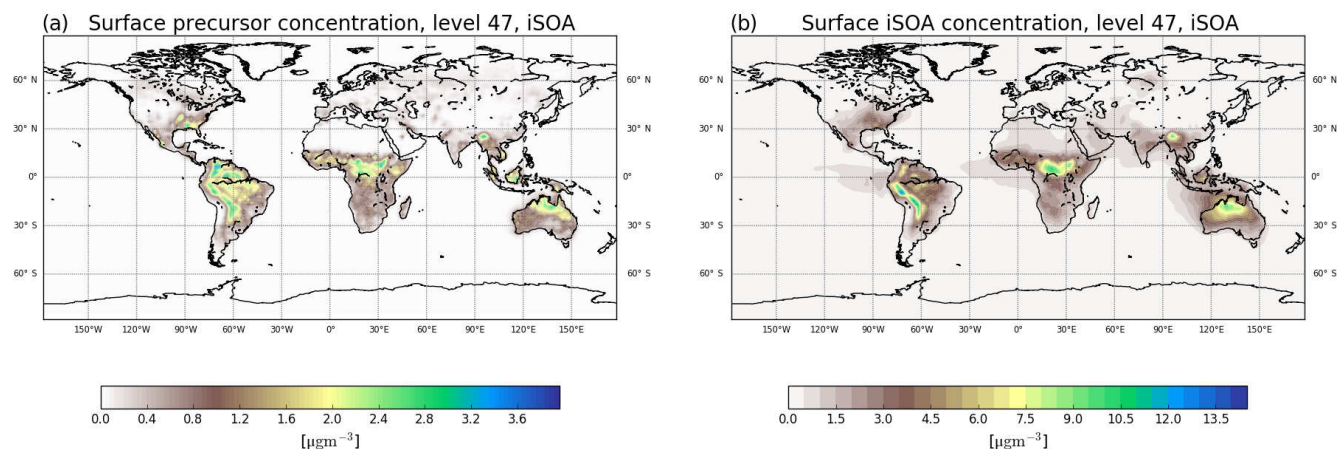 (a) Surface precursor concentration, level 47, iSOA
60° N 60° N
30° N 30° N
0° 0°
30° S 30° S
60° S 60° S
150°W 120°W 90°W 60°W 30°W 0° 30°E 60°E 90°E 120°E 150°E
0.0 0.4 0.8 1.2 1.6 2.0 2.4 2.8 3.2 3.6
[μgm⁻³]
(b) Surface iSOA concentration, level 47, iSOA
60° N 60° N
30° N 30° N
0° 0°
30° S 30° S
60° S 60° S
150°W 120°W 90°W 60°W 30°W 0° 30°E 60°E 90°E 120°E 150°E
0.0 1.5 3.0 4.5 6.0 7.5 9.0 10.5 12.0 13.5
[μgm⁻³]